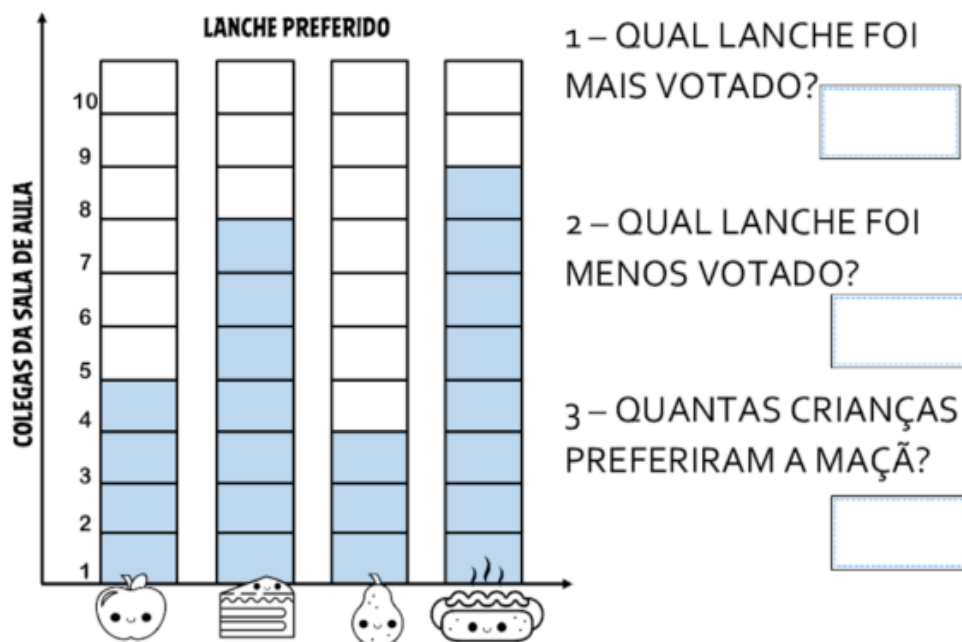 LANCHE PREFERIDO
COLEGAS DA SALA DE AULA
10
9
8
7
6
5
4
3
2
1
1 – QUAL LANCHE FOI
MAIS VOTADO?
2 – QUAL LANCHE FOI
MENOS VOTADO?
3 – QUANTAS CRIANÇAS
PREFERIRAM A MAÇÃ?